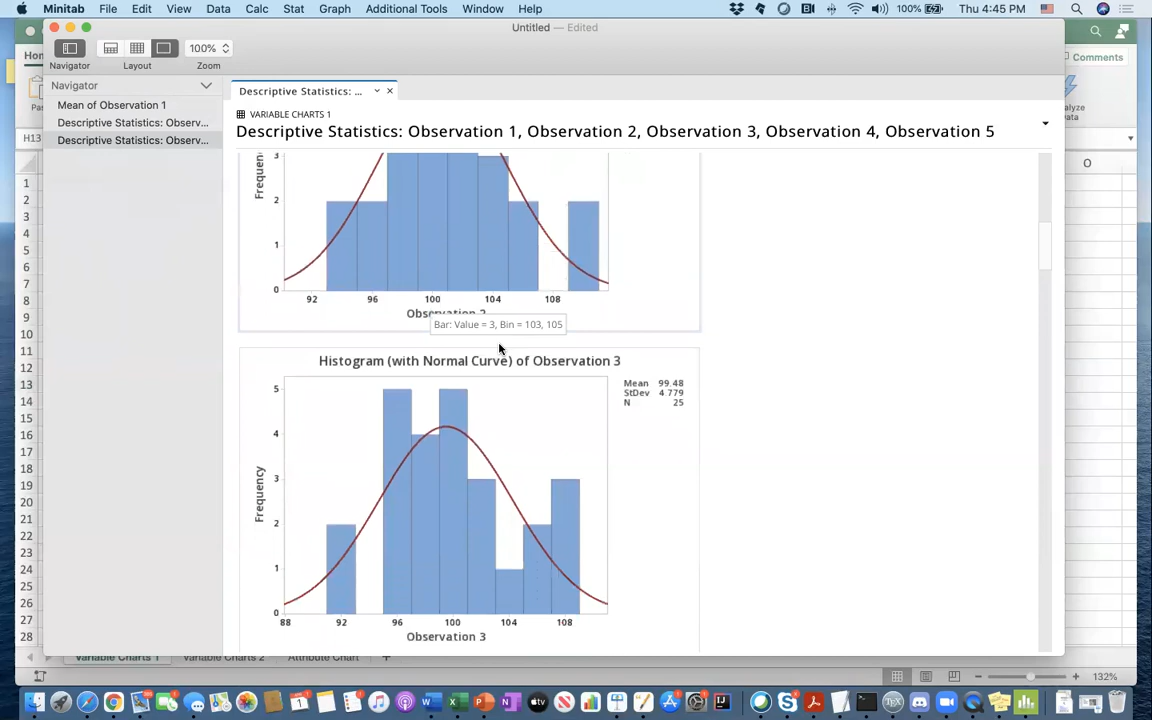 Minitab File Edit View Data Calc Stat Graph Additional Tools Window Help 100% Thu 4:45 PM
Untitled — Edited
100%
Navigator Layout Zoom
Comments
Navigator
Mean of Observation 1
Descriptive Statistics: Observ...
Descriptive Statistics: Observ...
Descriptive Statistics: ...
VARIABLE CHARTS 1
Descriptive Statistics: Observation 1, Observation 2, Observation 3, Observation 4, Observation 5
H13
O
1
2
3
4
5
6
7
8
9
10
11
12
13
14
15
16
17
18
19
20
21
22
23
24
25
26
27
28
3
2
1
0
92 96 100 104 108
Bar: Value = 3, Bin = 103, 105
Histogram (with Normal Curve) of Observation 3
Mean 99.48
StDev 4.779
N 25
Frequency
5
4
3
2
1
0
88 92 96 100 104 108
Observation 3
Variable Charts 1 Variable Charts 2 Attribute Chart
132%